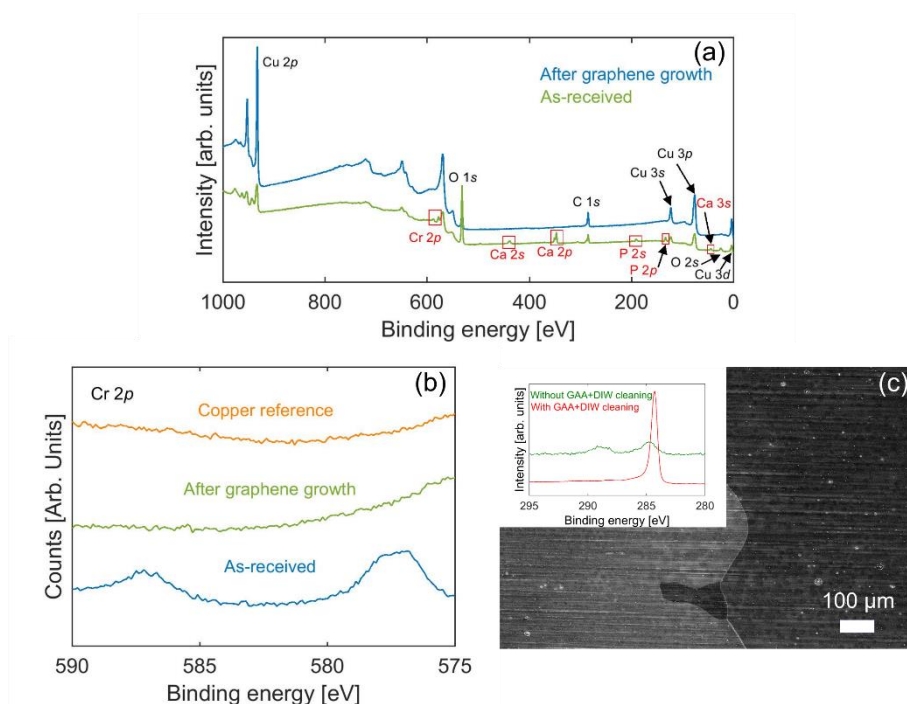 (a)
Cu 2p
After graphene growth
As-received
Intensity [arb. units]
O 1s
C 1s
Cu 3s
Cu 3p
Ca 3s
Cr 2p
Ca 2s
Ca 2p
P 2s
P 2p
O 2s
Cu 3d
1000 800 600 400 200 0
Binding energy [eV]
(b)
Cr 2p
Copper reference
After graphene growth
As-received
Counts [Arb. Units]
590 585 580 575
Binding energy [eV]
(c)
Without GAA+DIW cleaning
With GAA+DIW cleaning
Intensity [arb. units]
295 290 285 280
Binding energy [eV]
100 μm